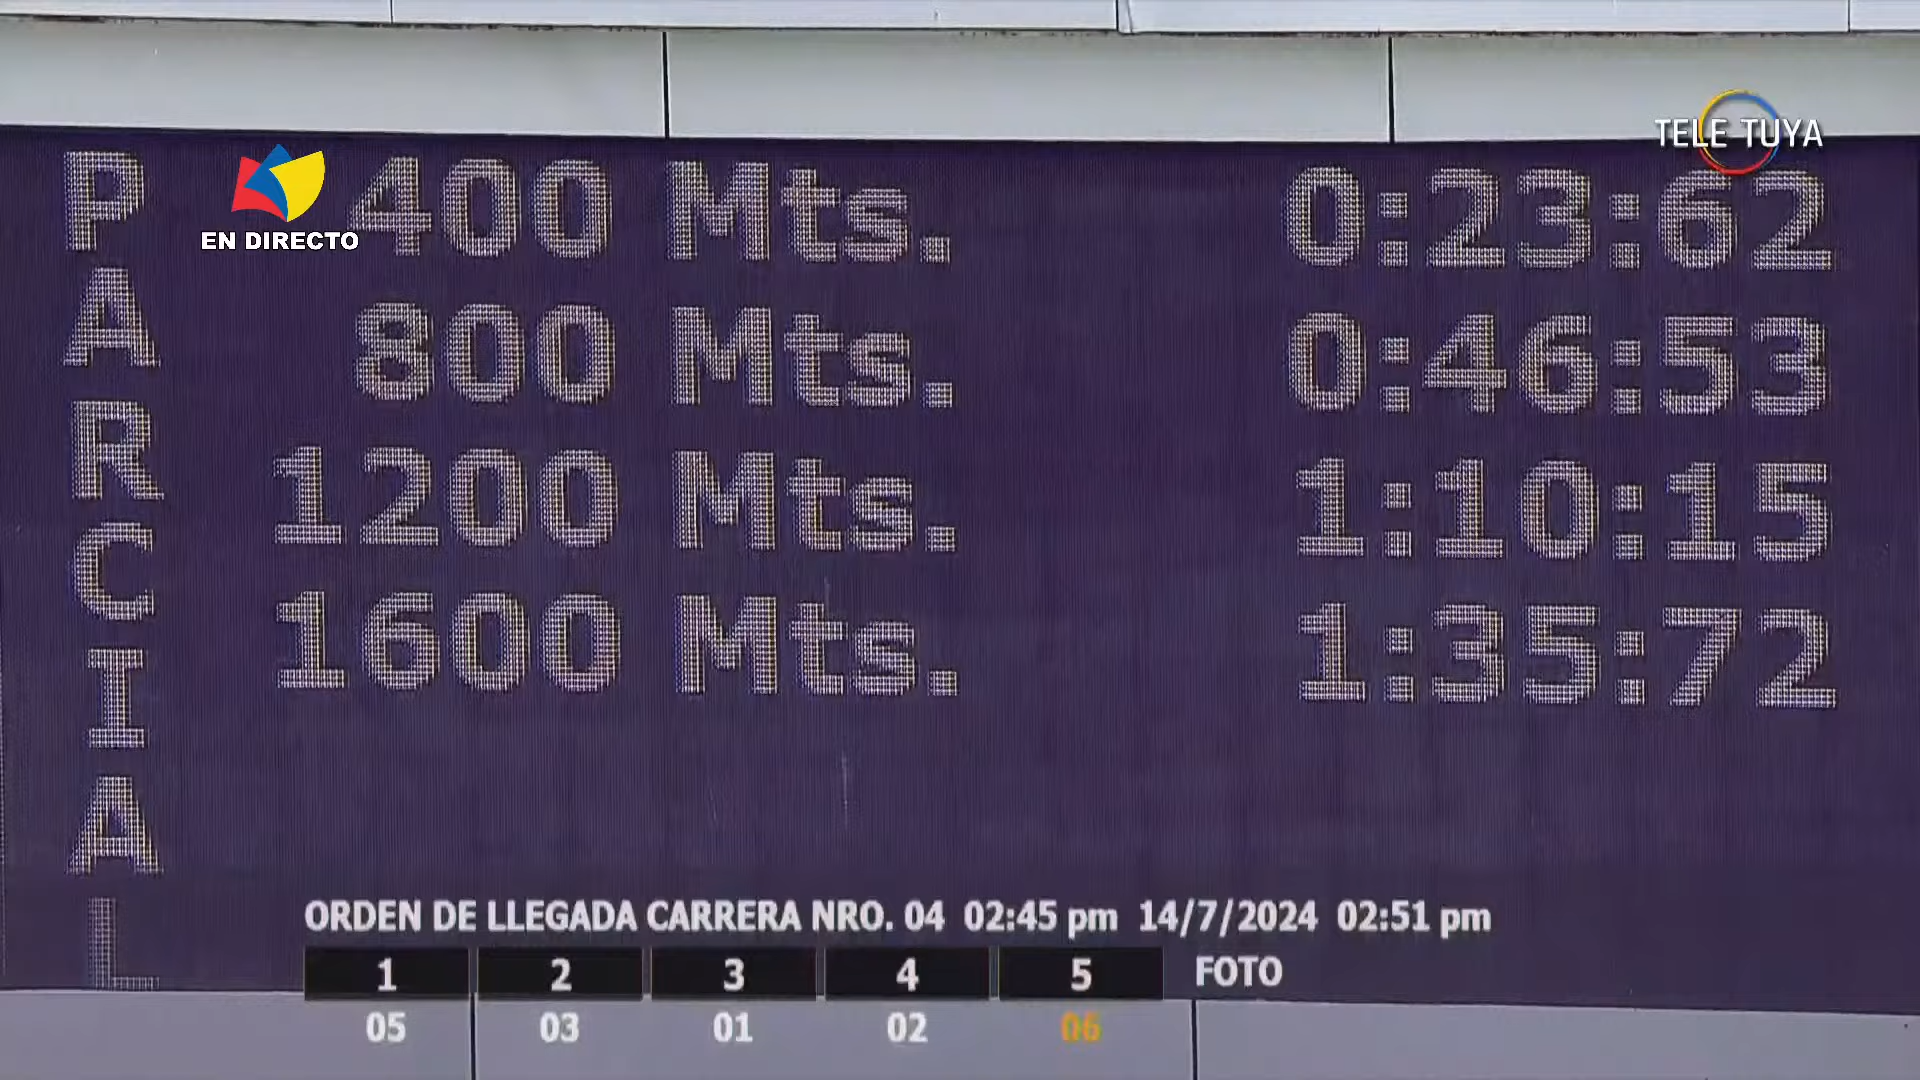 PARCIAL
TELE TUYA
EN DIRECTO
400 Mts. 0:23:62
800 Mts. 0:46:53
1200 Mts. 1:10:15
1600 Mts. 1:35:72
ORDEN DE LLEGADA CARRERA NRO. 04 02:45 pm 14/7/2024 02:51 pm
1 2 3 4 5 FOTO
05 03 01 02 06